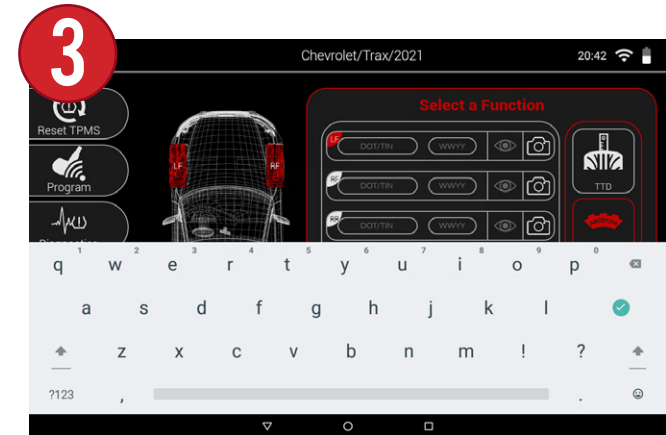 3
Chevrolet/Trax/2021
20:42
Reset TPMS
Select a Function
LF
DOT/TIN
WWYY
LF
RF
Program
RF
DOT/TIN
WWYY
TTD
RR
DOT/TIN
WWYY
1 2 3 4 5 6 7 8 9 0
q w e r t y u i o p
a s d f g h j k l
z x c v b n m ! ?
?123 , .